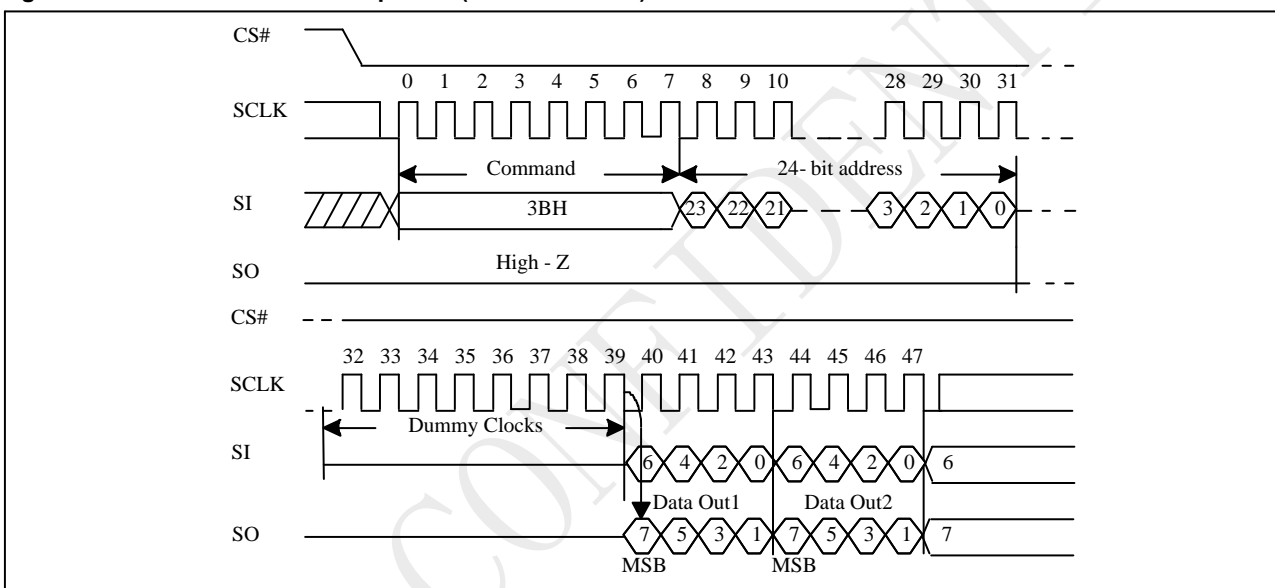 CS#
0 1 2 3 4 5 6 7 8 9 10 28 29 30 31
SCLK
Command 24- bit address
SI 3BH 23 22 21 3 2 1 0
High - Z
SO
CS#
32 33 34 35 36 37 38 39 40 41 42 43 44 45 46 47
SCLK
Dummy Clocks
SI 6 4 2 0 6 4 2 0 6
Data Out1 Data Out2
SO 7 5 3 1 7 5 3 1 7
MSB MSB